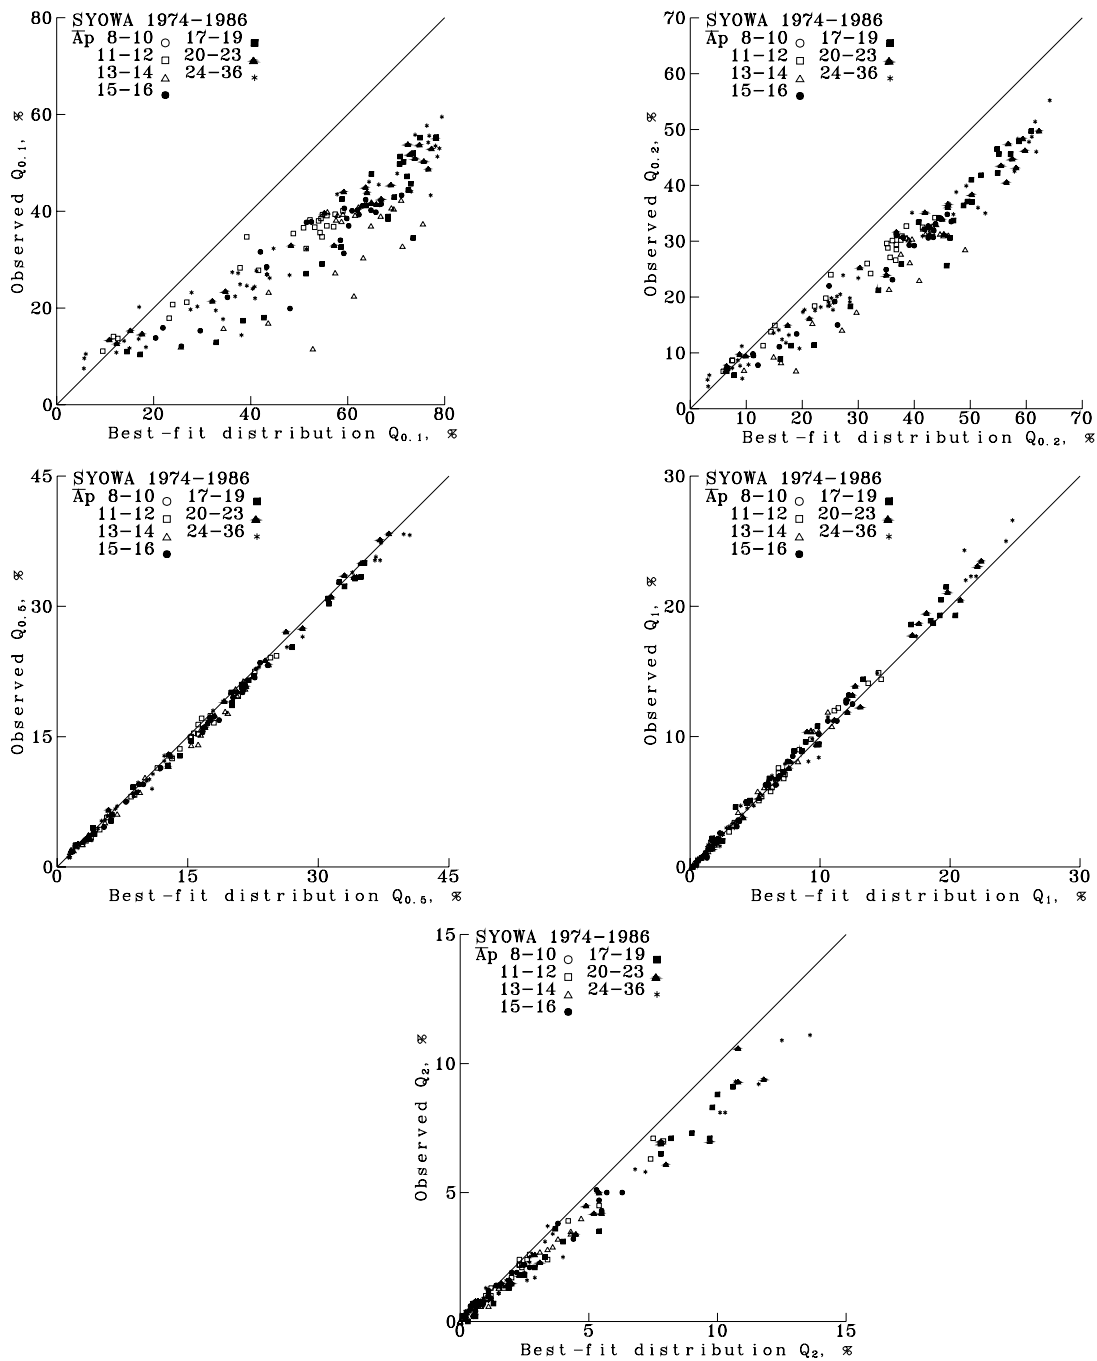 SYOWA 1974-1986
Ap 8-10 ○ 17-19 ■
11-12 □ 20-23 ▲
13-14 △ 24-36 *
15-16 ●
80
60
40
20
0
0 20 40 60 80
Observed Q0.1, %
Best-fit distribution Q0.1, %
SYOWA 1974-1986
Ap 8-10 ○ 17-19 ■
11-12 □ 20-23 ▲
13-14 △ 24-36 *
15-16 ●
70
60
50
40
30
20
10
0
0 10 20 30 40 50 60 70
Observed Q0.2, %
Best-fit distribution Q0.2, %
SYOWA 1974-1986
Ap 8-10 ○ 17-19 ■
11-12 □ 20-23 ▲
13-14 △ 24-36 *
15-16 ●
45
30
15
0
0 15 30 45
Observed Q0.5, %
Best-fit distribution Q0.5, %
SYOWA 1974-1986
Ap 8-10 ○ 17-19 ■
11-12 □ 20-23 ▲
13-14 △ 24-36 *
15-16 ●
30
20
10
0
0 10 20 30
Observed Q1, %
Best-fit distribution Q1, %
SYOWA 1974-1986
Ap 8-10 ○ 17-19 ■
11-12 □ 20-23 ▲
13-14 △ 24-36 *
15-16 ●
15
10
5
0
0 5 10 15
Observed Q2, %
Best-fit distribution Q2, %